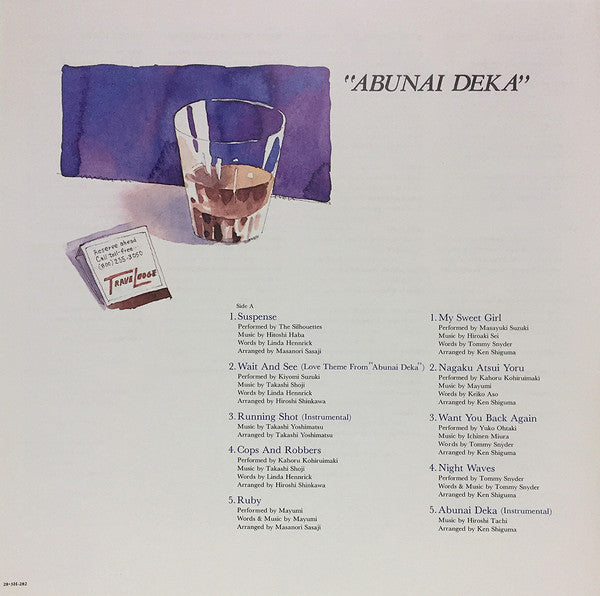 "ABUNAI DEKA"
Reserve ahead
Call toll-free
(800) 255-3050
TRAVELODGE
Side A
1. Suspense
Performed by The Silhouettes
Music by Hitoshi Haba
Words by Linda Hennrick
Arranged by Masanori Sasaji
2. Wait And See (Love Theme From "Abunai Deka")
Performed by Kiyomi Suzuki
Music by Takashi Shoji
Words by Linda Hennrick
Arranged by Hiroshi Shinkawa
3. Running Shot (Instrumental)
Music by Takashi Yoshimatsu
Arranged by Takashi Yoshimatsu
4. Cops And Robbers
Performed by Kahoru Kohiruimaki
Music by Takashi Shoji
Words by Linda Hennrick
Arranged by Hiroshi Shinkawa
5. Ruby
Performed by Mayumi
Words & Music by Mayumi
Arranged by Masanori Sasaji
1. My Sweet Girl
Performed by Masayuki Suzuki
Music by Hiroaki Sei
Words by Tommy Snyder
Arranged by Ken Shiguma
2. Nagaku Atsui Yoru
Performed by Kahoru Kohiruimaki
Music by Mayumi
Words by Keiko Aso
Arranged by Ken Shiguma
3. Want You Back Again
Performed by Yuko Ohtaki
Music by Ichinen Miura
Words by Tommy Snyder
Arranged by Ken Shiguma
4. Night Waves
Performed by Tommy Snyder
Words & Music by Tommy Snyder
Arranged by Ken Shiguma
5. Abunai Deka (Instrumental)
Music by Hiroshi Tachi
Arranged by Ken Shiguma
28•3H-202